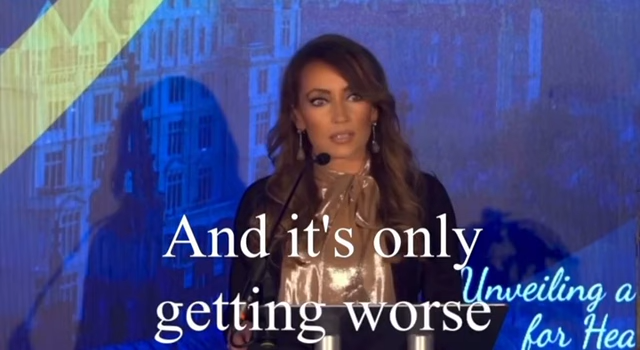 And it's only
getting worse
Unveiling a
for Hea